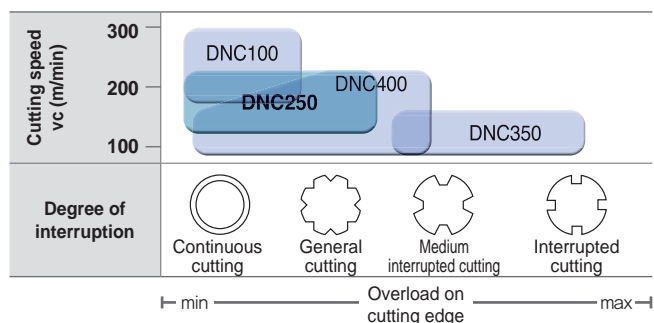 Cutting speed
vc (m/min)
300
200
100
DNC100
DNC400
DNC250
DNC350
Degree of
interruption
Continuous
cutting
General
cutting
Medium
interrupted cutting
Interrupted
cutting
min
Overload on
cutting edge
max